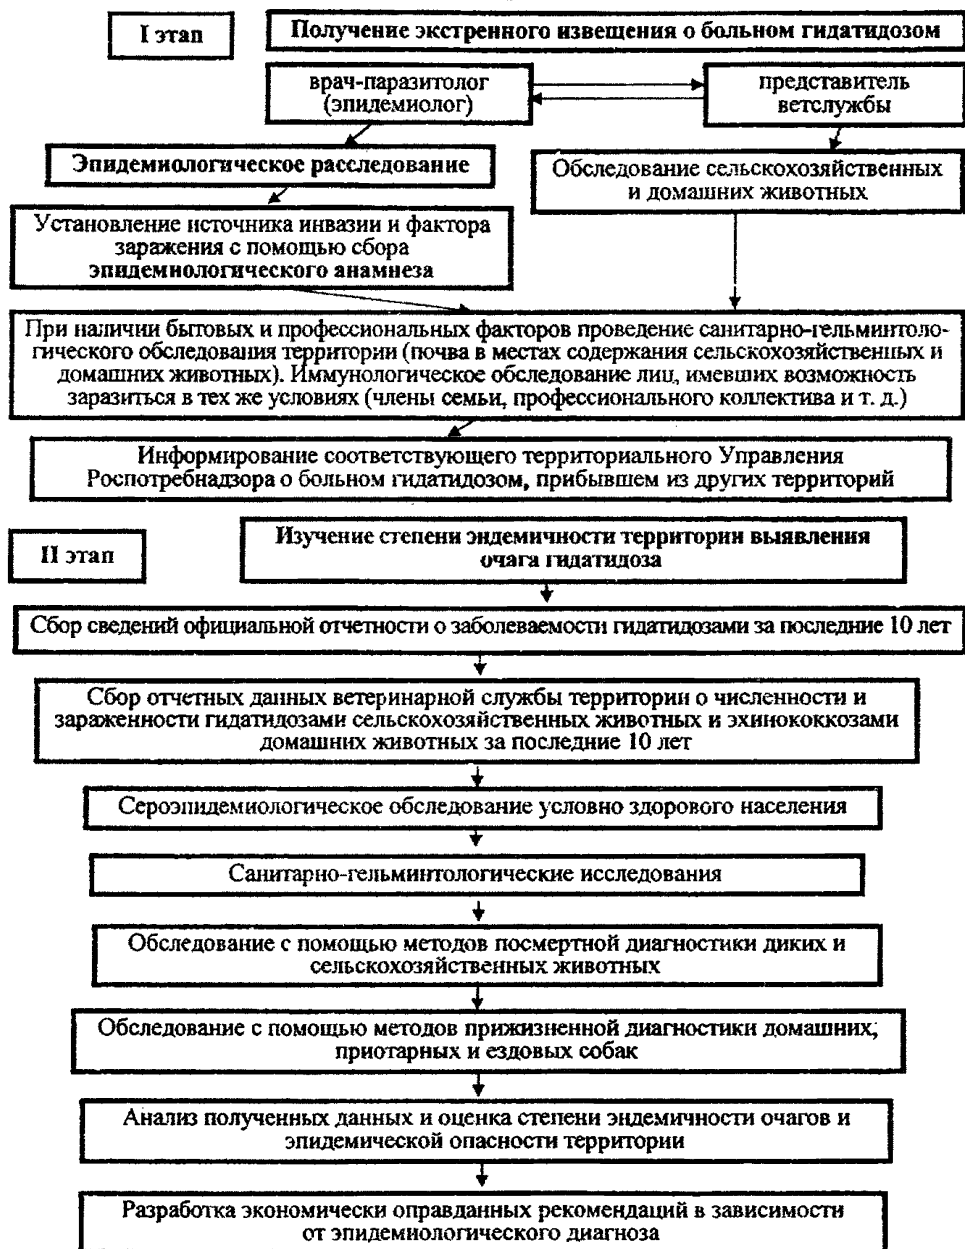 I этап
Получение экстренного извещения о больном гидатидозом
врач-паразитолог
(эпидемиолог)
представитель
ветслужбы
Эпидемиологическое расследование
Обследование сельскохозяйственных
и домашних животных
Установление источника инвазии и фактора
заражения с помощью сбора
эпидемиологического анамнеза
При наличии бытовых и профессиональных факторов проведение санитарно-гельминтоло-
гического обследования территории (почва в местах содержания сельскохозяйственных и
домашних животных). Иммунологическое обследование лиц, имевших возможность
заразиться в тех же условиях (члены семьи, профессионального коллектива и т. д.)
Информирование соответствующего территориального Управления
Роспотребнадзора о больном гидатидозом, прибывшем из других территорий
II этап
Изучение степени эндемичности территории выявления
очага гидатидоза
Сбор сведений официальной отчетности о заболеваемости гидатидозами за последние 10 лет
Сбор отчетных данных ветеринарной службы территории о численности и
зараженности гидатидозами сельскохозяйственных животных и эхинококкозами
домашних животных за последние 10 лет
Сероэпидемиологическое обследование условно здорового населения
Санитарно-гельминтологические исследования
Обследование с помощью методов посмертной диагностики диких и
сельскохозяйственных животных
Обследование с помощью методов прижизненной диагностики домашних,
приотарных и ездовых собак
Анализ полученных данных и оценка степени эндемичности очагов и
эпидемической опасности территории
Разработка экономически оправданных рекомендаций в зависимости
от эпидемиологического диагноза